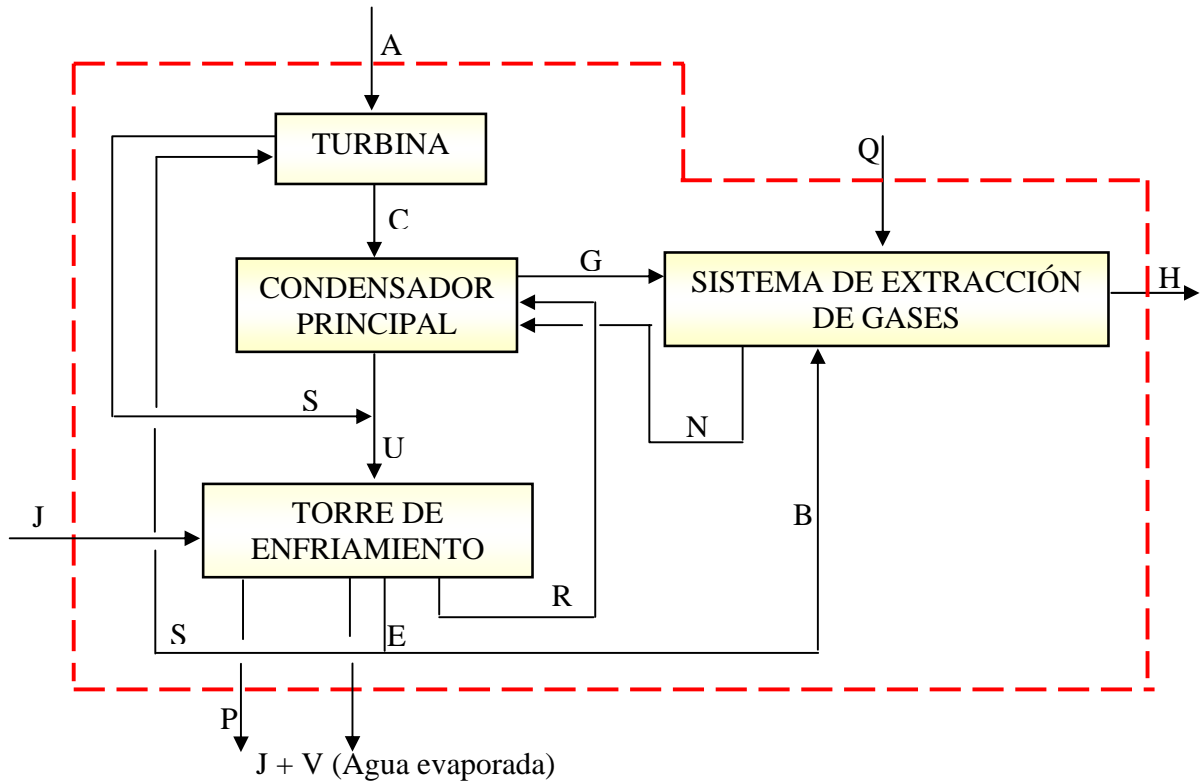 A
TURBINA
Q
C
G
H
CONDENSADOR
PRINCIPAL
SISTEMA DE EXTRACCIÓN
DE GASES
S
N
U
J
TORRE DE
ENFRIAMIENTO
B
R
S
E
P
J + V (Agua evaporada)